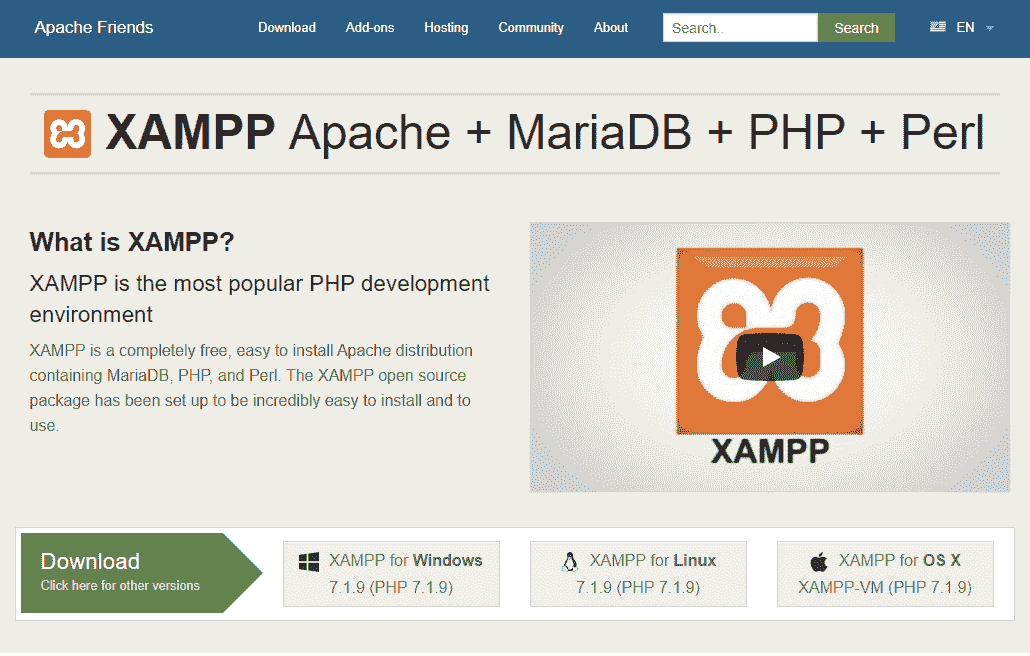 Apache Friends Download Add-ons Hosting Community About Search.. Search EN
XAMPP Apache + MariaDB + PHP + Perl
What is XAMPP?
XAMPP is the most popular PHP development
environment
XAMPP is a completely free, easy to install Apache distribution
containing MariaDB, PHP, and Perl. The XAMPP open source
package has been set up to be incredibly easy to install and to
use.
XAMPP
Download
Click here for other versions
XAMPP for Windows
7.1.9 (PHP 7.1.9)
XAMPP for Linux
7.1.9 (PHP 7.1.9)
XAMPP for OS X
XAMPP-VM (PHP 7.1.9)